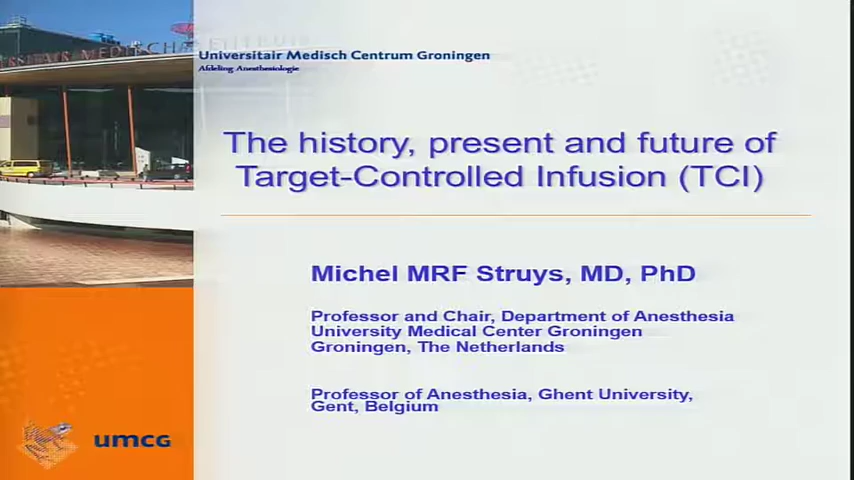 Universitair Medisch Centrum Groningen
Afdeling Anesthesiologie
The history, present and future of
Target-Controlled Infusion (TCI)
Michel MRF Struys, MD, PhD
Professor and Chair, Department of Anesthesia
University Medical Center Groningen
Groningen, The Netherlands
Professor of Anesthesia, Ghent University,
Gent, Belgium
umcg